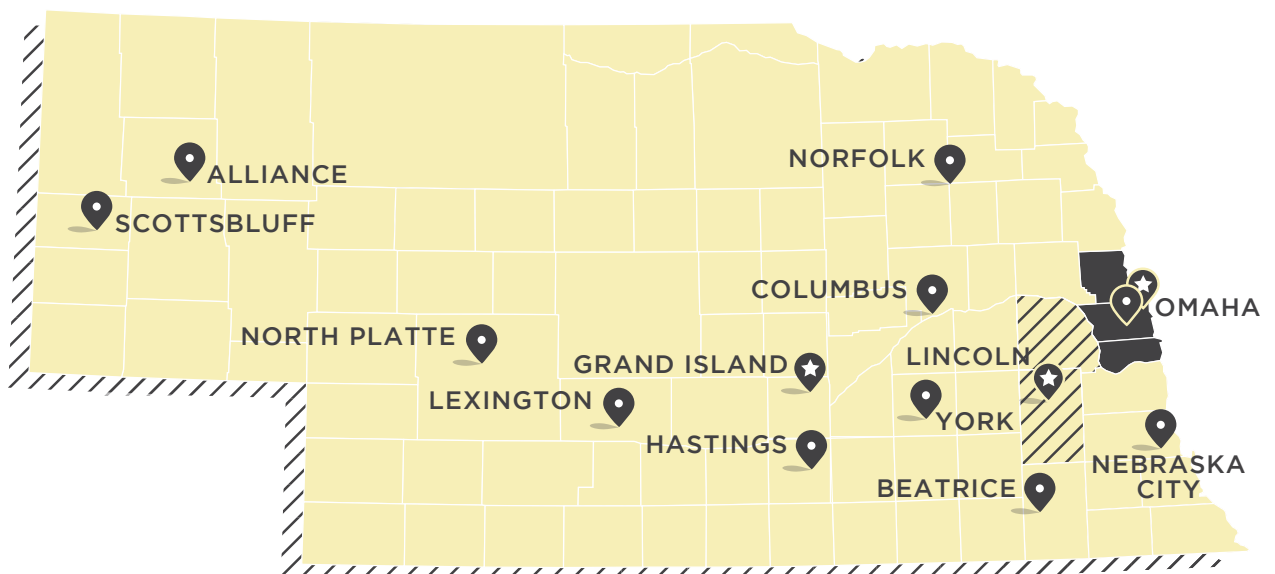 NORFOLK
ALLIANCE
SCOTTSBLUFF
COLUMBUS
OMAHA
NORTH PLATTE
GRAND ISLAND
LINCOLN
LEXINGTON
YORK
HASTINGS
NEBRASKA
CITY
BEATRICE